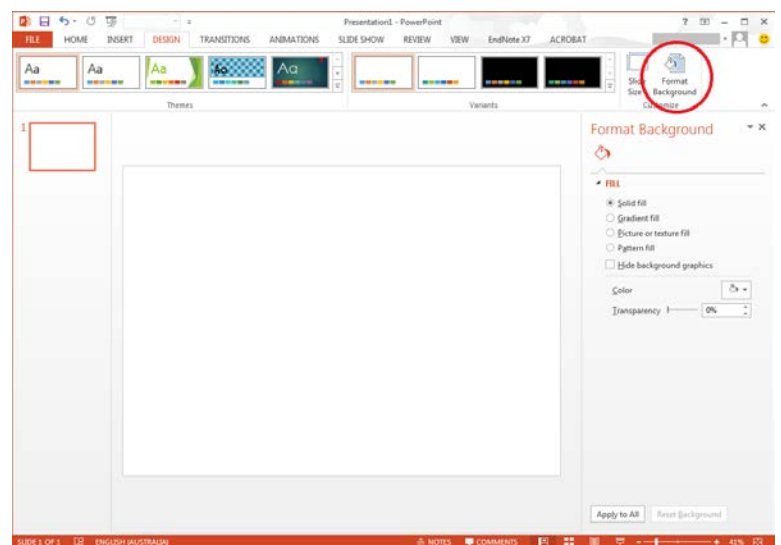 Presentation1 - PowerPoint
FILE HOME INSERT DESIGN TRANSITIONS ANIMATIONS SLIDE SHOW REVIEW VIEW EndNote X7 ACROBAT
Aa Aa Aa Aa Aa
Slide Size Format Background
Themes Variants Customize
1
Format Background
FILL
Solid fill
Gradient fill
Picture or texture fill
Pattern fill
Hide background graphics
Color
Transparency 0%
Apply to All Reset Background
SLIDE 1 OF 1 ENGLISH (AUSTRALIA) NOTES COMMENTS 41%